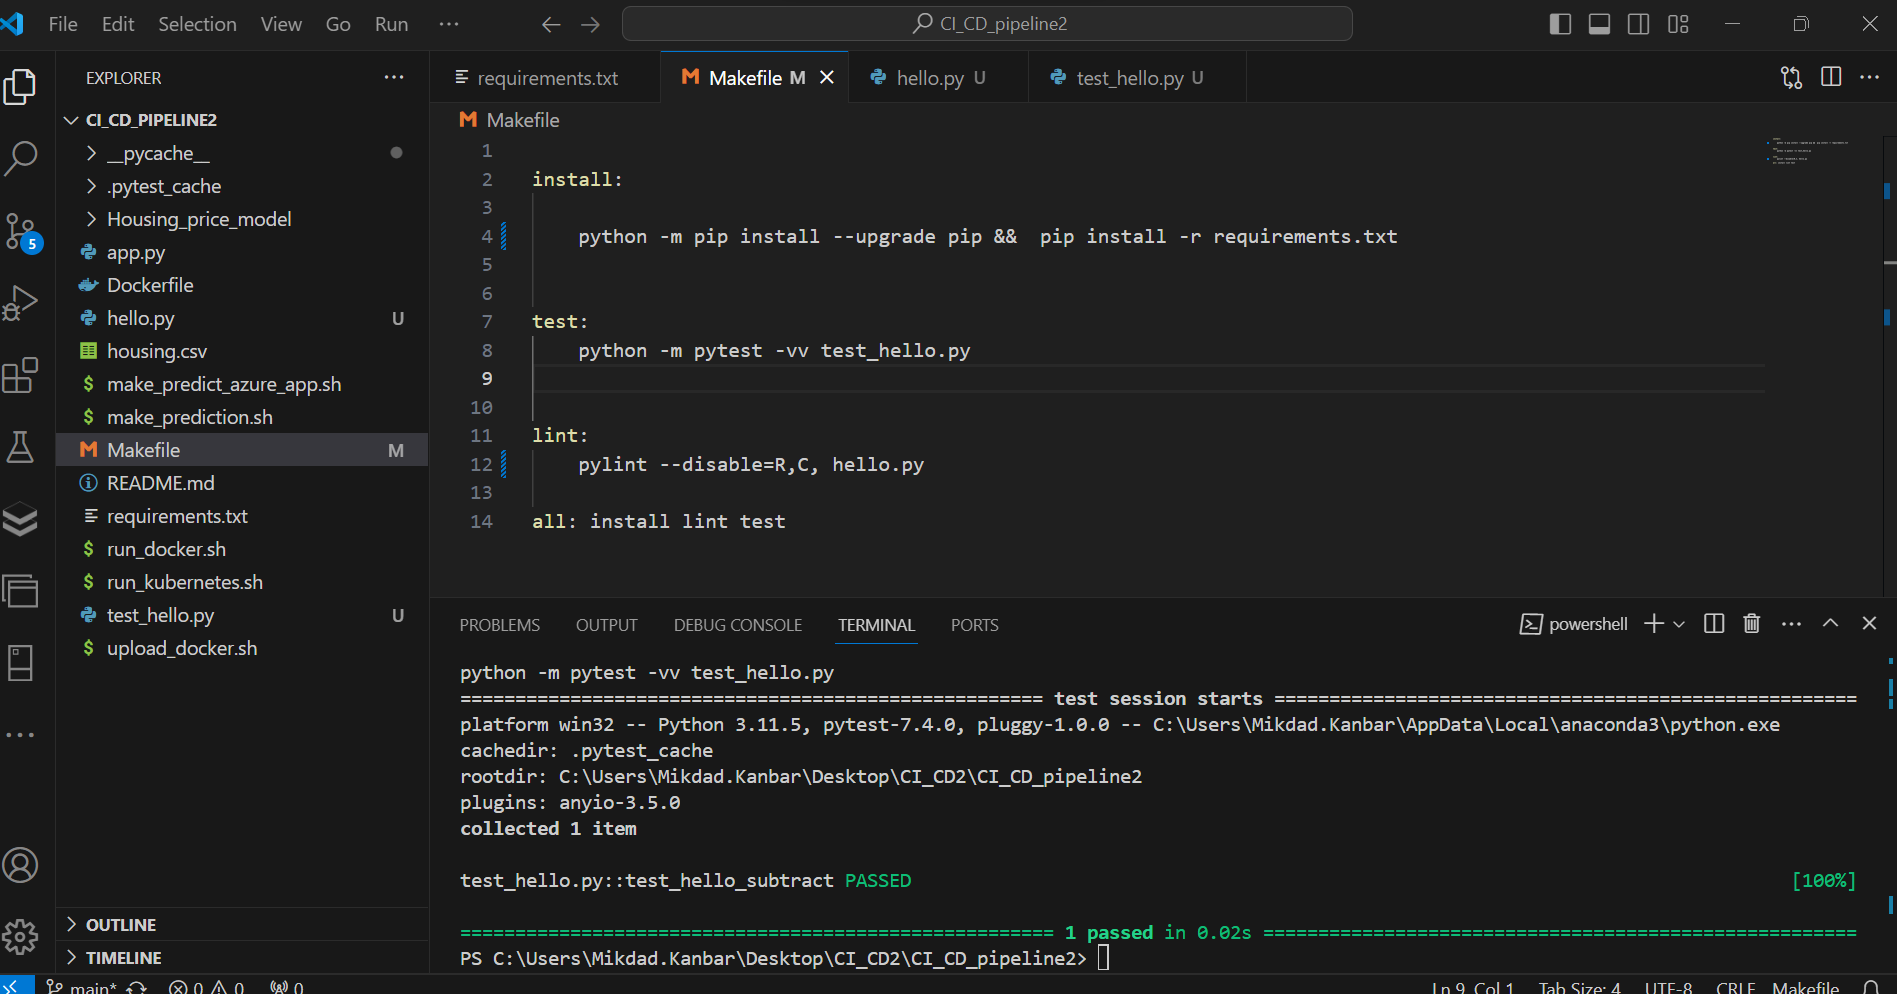 File Edit Selection View Go Run ···
CI_CD_pipeline2
EXPLORER
CI_CD_PIPELINE2
__pycache__
.pytest_cache
Housing_price_model
app.py
Dockerfile
hello.py U
housing.csv
make_predict_azure_app.sh
make_prediction.sh
Makefile M
README.md
requirements.txt
run_docker.sh
run_kubernetes.sh
test_hello.py U
upload_docker.sh
OUTLINE
TIMELINE
5
requirements.txt Makefile M hello.py U test_hello.py U
Makefile
1
2 install:
3
4 python -m pip install --upgrade pip &&  pip install -r requirements.txt
5
6
7 test:
8 python -m pytest -vv test_hello.py
9
10
11 lint:
12 pylint --disable=R,C, hello.py
13
14 all: install lint test
PROBLEMS OUTPUT DEBUG CONSOLE TERMINAL PORTS powershell
python -m pytest -vv test_hello.py
===================================================== test session starts =====================================================
platform win32 -- Python 3.11.5, pytest-7.4.0, pluggy-1.0.0 -- C:\Users\Mikdad.Kanbar\AppData\Local\anaconda3\python.exe
cachedir: .pytest_cache
rootdir: C:\Users\Mikdad.Kanbar\Desktop\CI_CD2\CI_CD_pipeline2
plugins: anyio-3.5.0
collected 1 item
test_hello.py::test_hello_subtract PASSED [100%]
====================================================== 1 passed in 0.02s ======================================================
PS C:\Users\Mikdad.Kanbar\Desktop\CI_CD2\CI_CD_pipeline2>
main* 0 0 0 Ln 9, Col 1 Tab Size: 4 UTF-8 CRLF Makefile